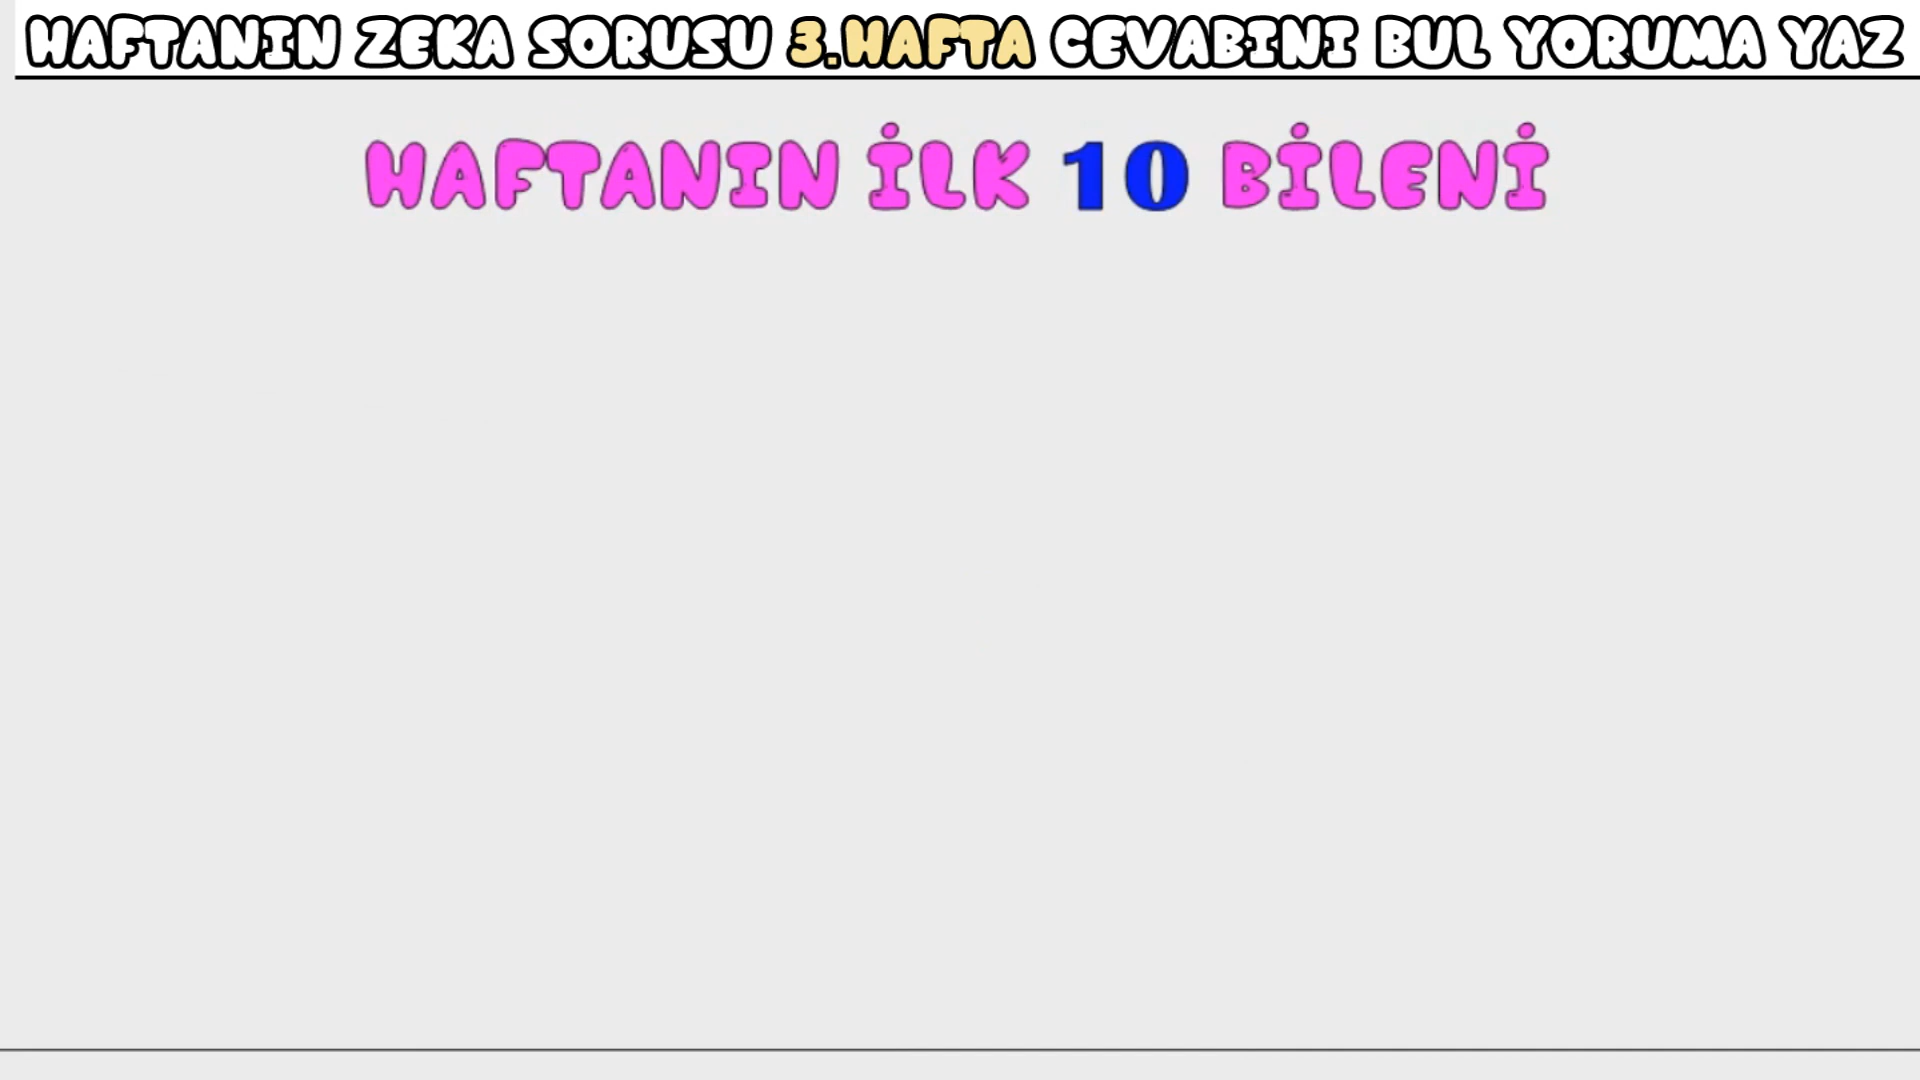 HAFTANIN ZEKA SORUSU 3.HAFTA CEVABINI BUL YORUMA YAZ
HAFTANIN İLK 10 BİLENİ